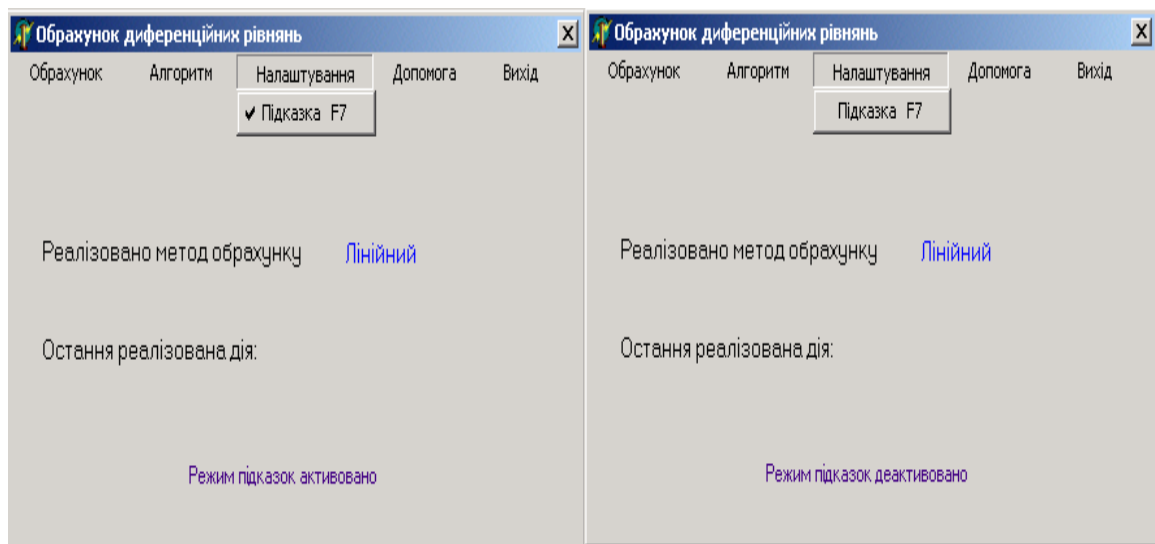 Обрахунок диференційних рівнянь
Обрахунок Алгоритм Налаштування Допомога Вихід
✔ Підказка F7
Реалізовано метод обрахунку Лінійний
Остання реалізована дія:
Режим підказок активовано
Обрахунок диференційних рівнянь
Обрахунок Алгоритм Налаштування Допомога Вихід
Підказка F7
Реалізовано метод обрахунку Лінійний
Остання реалізована дія:
Режим підказок деактивовано